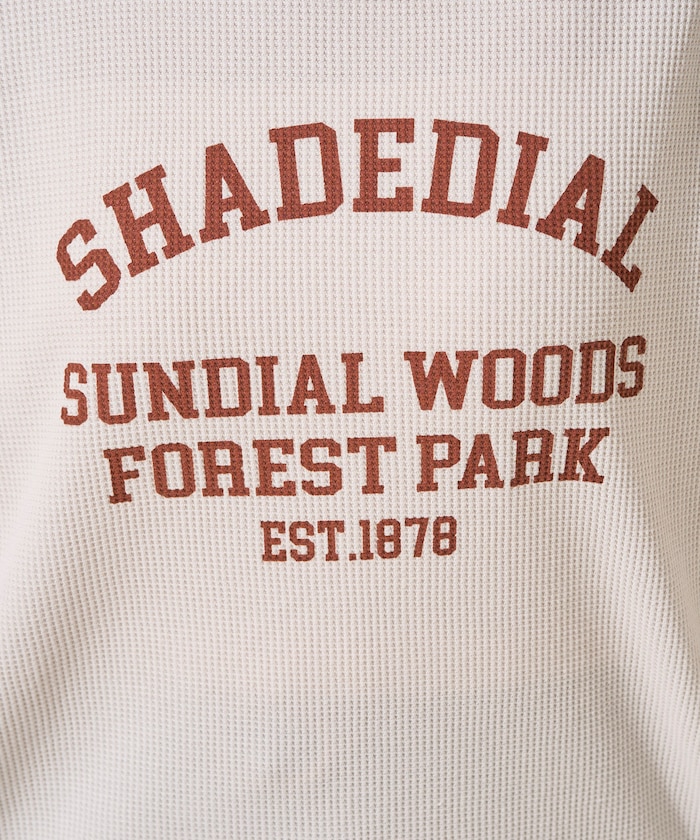 SHADEDIAL
SUNDIAL WOODS
FOREST PARK
EST.1878